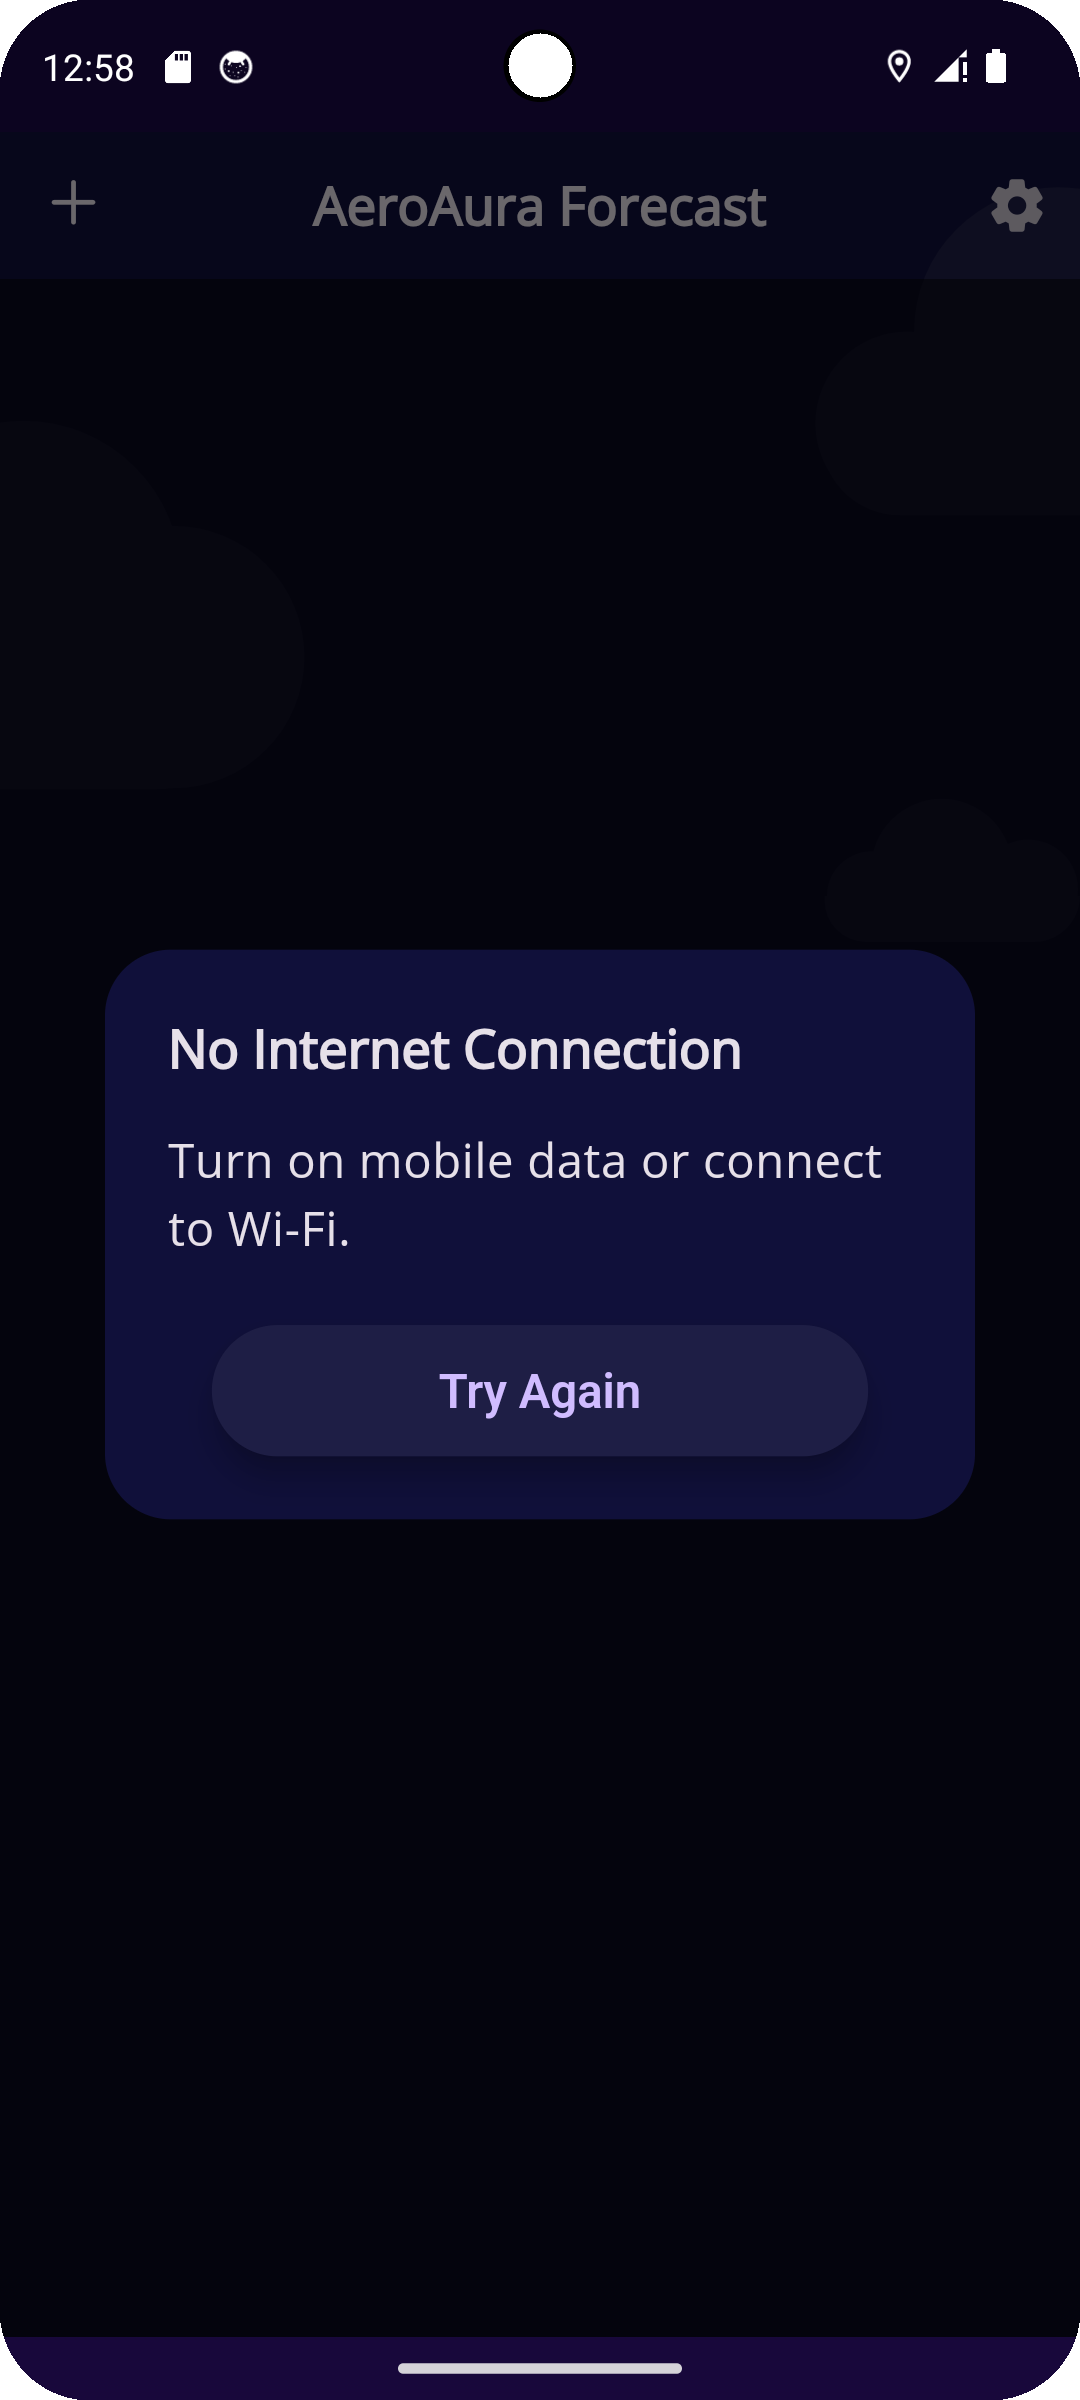 12:58
AeroAura Forecast
No Internet Connection
Turn on mobile data or connect
to Wi-Fi.
Try Again